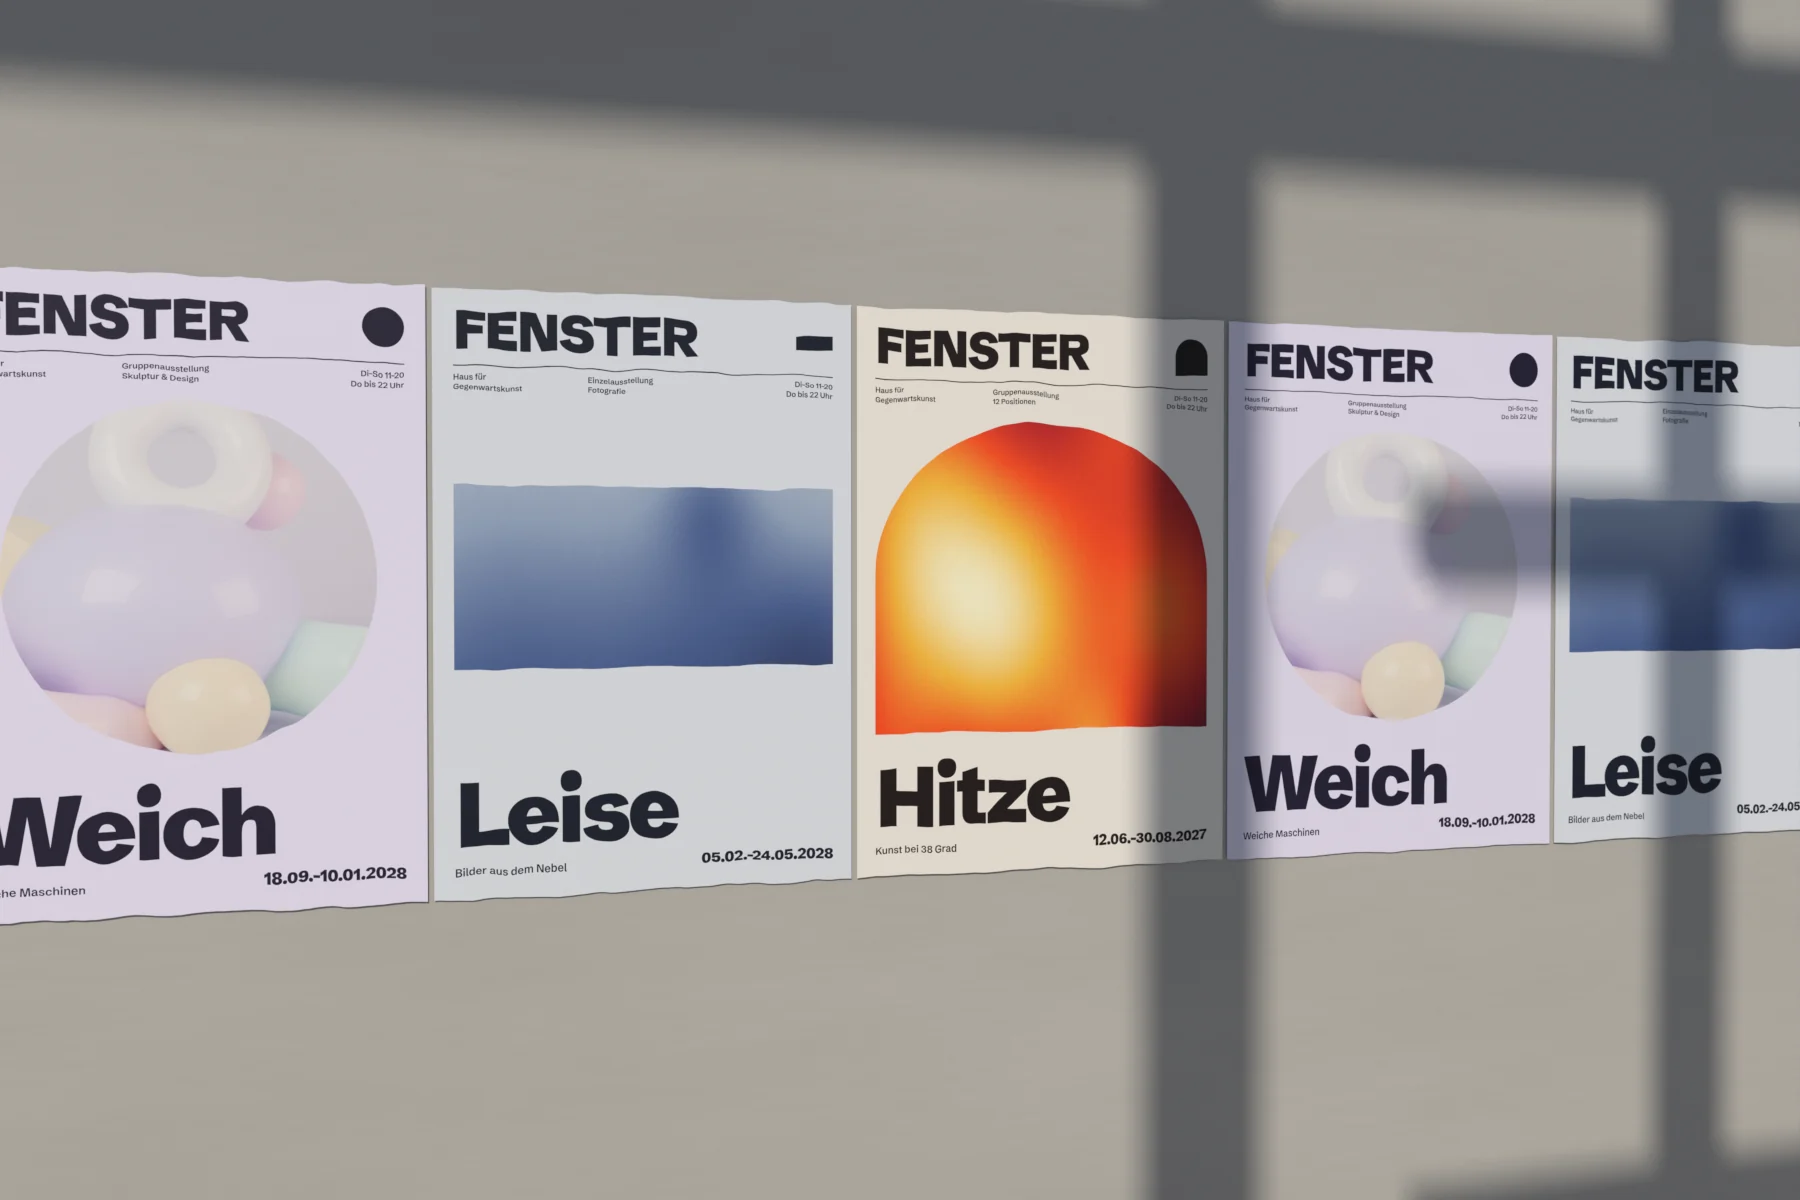 FENSTER
wartskunst
Gruppenausstellung
Skulptur & Design
Di-So 11-20
Do bis 22 Uhr
Weich
he Maschinen
18.09.-10.01.2028
FENSTER
Haus für
Gegenwartskunst
Einzelausstellung
Fotografie
Di-So 11-20
Do bis 22 Uhr
Leise
Bilder aus dem Nebel
05.02.-24.05.2028
FENSTER
Haus für
Gegenwartskunst
Gruppenausstellung
12 Positionen
Di-So 11-20
Do bis 22 Uhr
Hitze
Kunst bei 38 Grad
12.06.-30.08.2027
FENSTER
Haus für
Gegenwartskunst
Gruppenausstellung
Skulptur & Design
Di-So 11-20
Do bis 22 Uhr
Weich
Weiche Maschinen
18.09.-10.01.2028
FENSTER
Haus für
Gegenwartskunst
Einzelausstellung
Fotografie
Leise
Bilder aus dem Nebel
05.02.-24.05